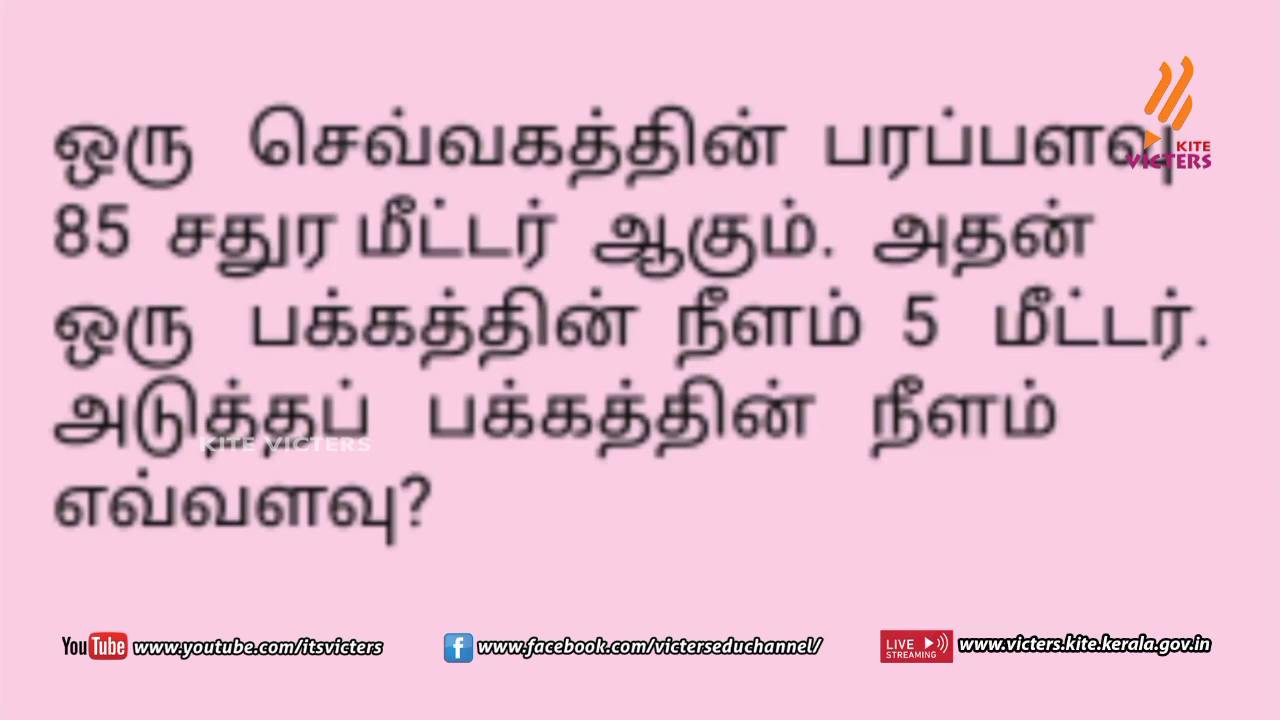 ஒரு செவ்வகத்தின் பரப்பளவு
KITE
VICTERS
85 சதுர மீட்டர் ஆகும். அதன்
ஒரு பக்கத்தின் நீளம் 5 மீட்டர்.
அடுத்தப் பக்கத்தின் நீளம்
KITE VICTERS
எவ்வளவு?
You Tube www.youtube.com/itsvicters
f www.facebook.com/victerseduchannel/
LIVE STREAMING www.victers.kite.kerala.gov.in